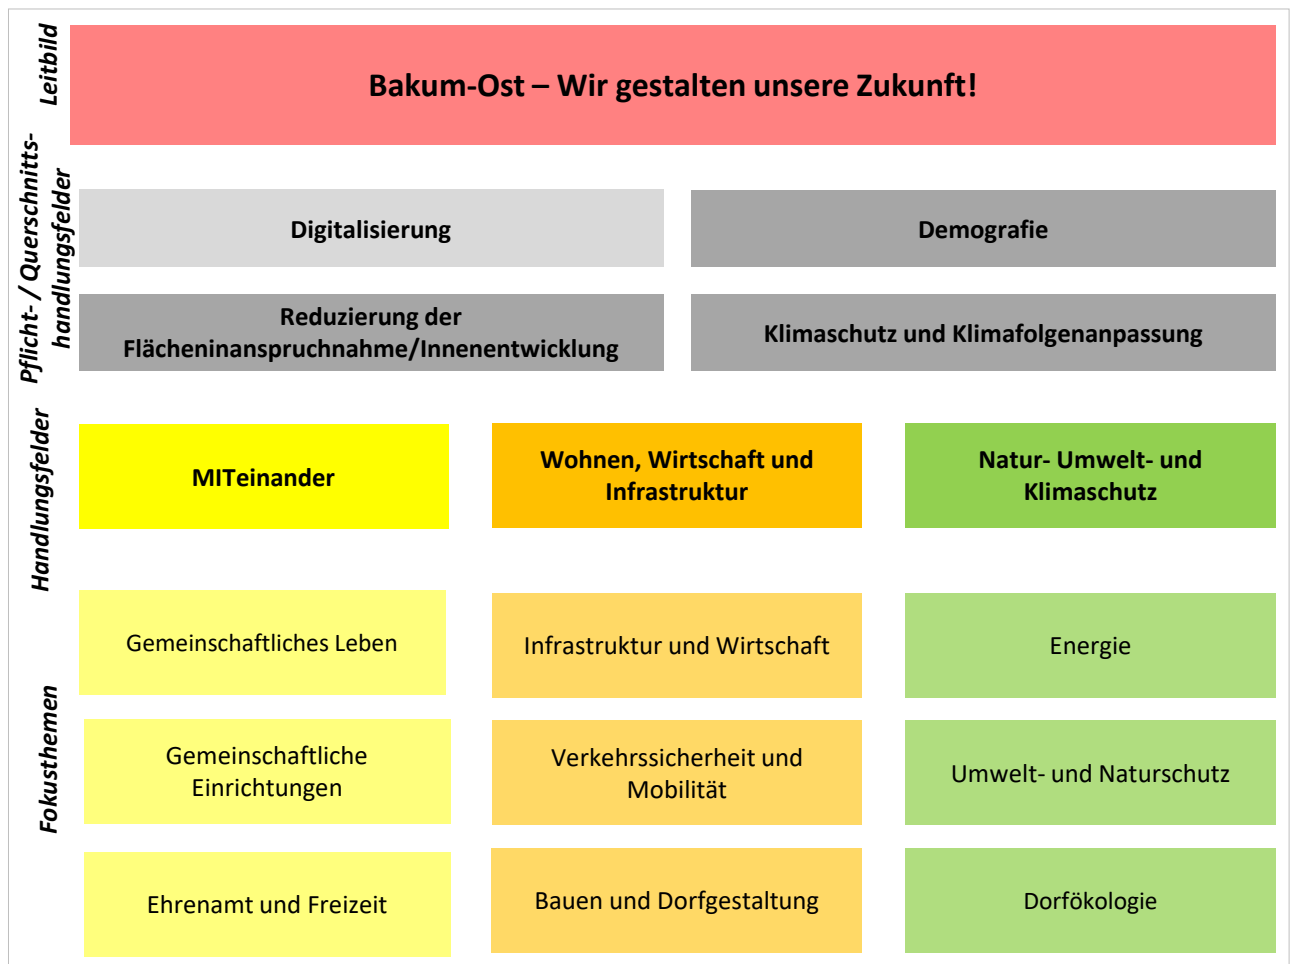 Leitbild
Bakum-Ost – Wir gestalten unsere Zukunft!
Pflicht- / Querschnitts-
handlungsfelder
Digitalisierung
Demografie
Reduzierung der
Flächeninanspruchnahme/Innenentwicklung
Klimaschutz und Klimafolgenanpassung
Handlungsfelder
MITeinander
Wohnen, Wirtschaft und
Infrastruktur
Natur- Umwelt- und
Klimaschutz
Fokusthemen
Gemeinschaftliches Leben
Infrastruktur und Wirtschaft
Energie
Gemeinschaftliche
Einrichtungen
Verkehrssicherheit und
Mobilität
Umwelt- und Naturschutz
Ehrenamt und Freizeit
Bauen und Dorfgestaltung
Dorfökologie